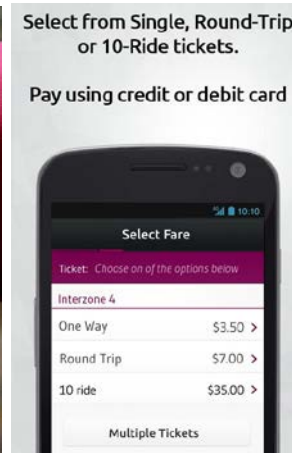 Select from Single, Round-Trip
or 10-Ride tickets.
Pay using credit or debit card
10:10
Select Fare
Ticket: Choose on of the options below
Interzone 4
One Way $3.50 >
Round Trip $7.00 >
10 ride $35.00 >
Multiple Tickets